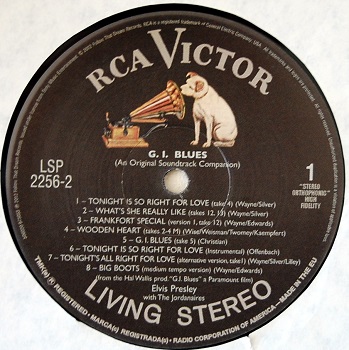 RCA VICTOR
G. I. BLUES
(An Original Soundtrack Companion)
LSP
2256-2
1
"STEREO
ORTHOPHONIC"
HIGH
FIDELITY
1 – TONIGHT IS SO RIGHT FOR LOVE (take 4) (Wayne/Silver)
2 – WHAT'S SHE REALLY LIKE (takes 12, 13) (Wayne/Silver)
3 – FRANKFORT SPECIAL (version 1, take 12) (Wayne/Edwards)
4 – WOODEN HEART (takes 2-4 M) (Wise/Weisman/Twomey/Kaempfert)
5 – G.I. BLUES (take 5) (Christian)
6 – TONIGHT IS SO RIGHT FOR LOVE (instrumental) (Offenbach)
7 – TONIGHT'S ALL RIGHT FOR LOVE (alternative version, take 1) (Wayne/Silver/Lilley)
8 – BIG BOOTS (medium tempo version) (Wayne/Edwards)
(from the Hal Wallis prod. "G.I. Blues" a Paramount film)
Elvis Presley
with The Jordanaires
LIVING STEREO
TMK(s) ® REGISTERED • MARCA(s) REGISTRADA(s) • RADIO CORPORATION OF AMERICA – MADE IN THE EU